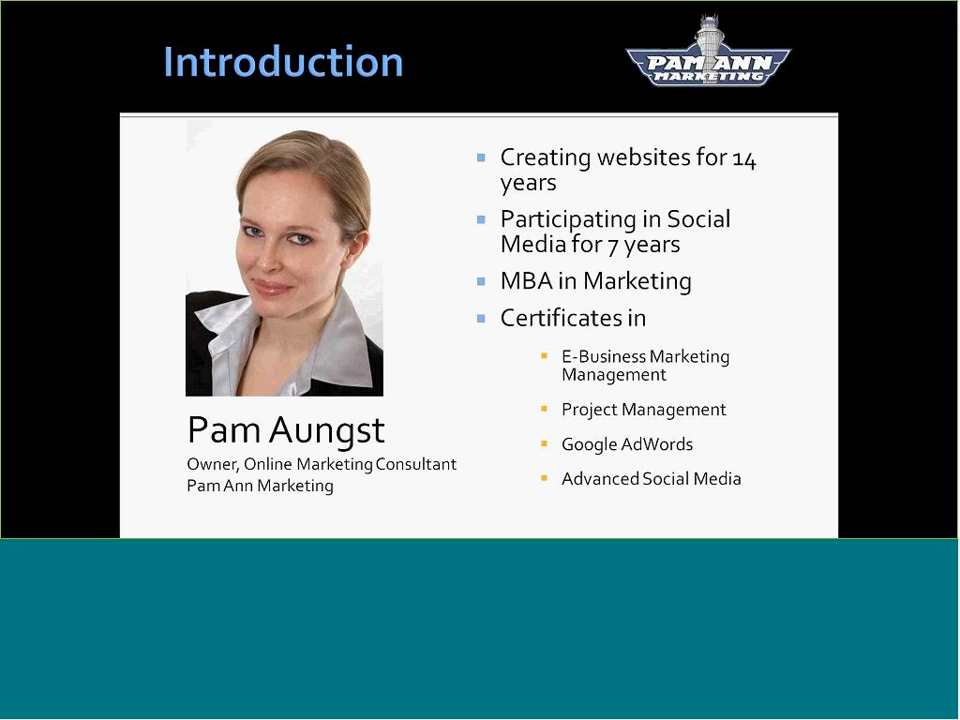 Introduction
PAM ANN
MARKETING
Creating websites for 14
years
Participating in Social
Media for 7 years
MBA in Marketing
Certificates in
E-Business Marketing
Management
Project Management
Google AdWords
Advanced Social Media
Pam Aungst
Owner, Online Marketing Consultant
Pam Ann Marketing